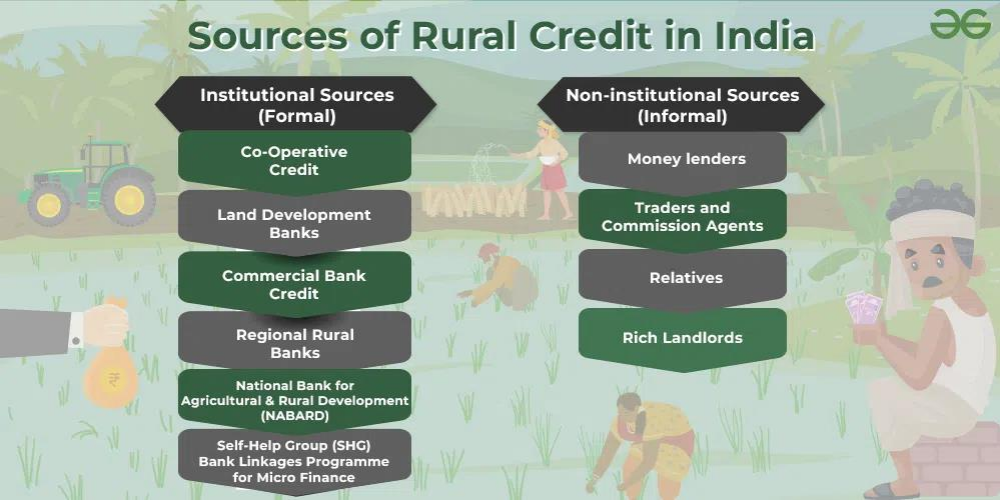 Sources of Rural Credit in India
Institutional Sources
(Formal)
Co-Operative
Credit
Land Development
Banks
Commercial Bank
Credit
Regional Rural
Banks
National Bank for
Agricultural & Rural Development
(NABARD)
Self-Help Group (SHG)
Bank Linkages Programme
for Micro Finance
Non-institutional Sources
(Informal)
Money lenders
Traders and
Commission Agents
Relatives
Rich Landlords
₹